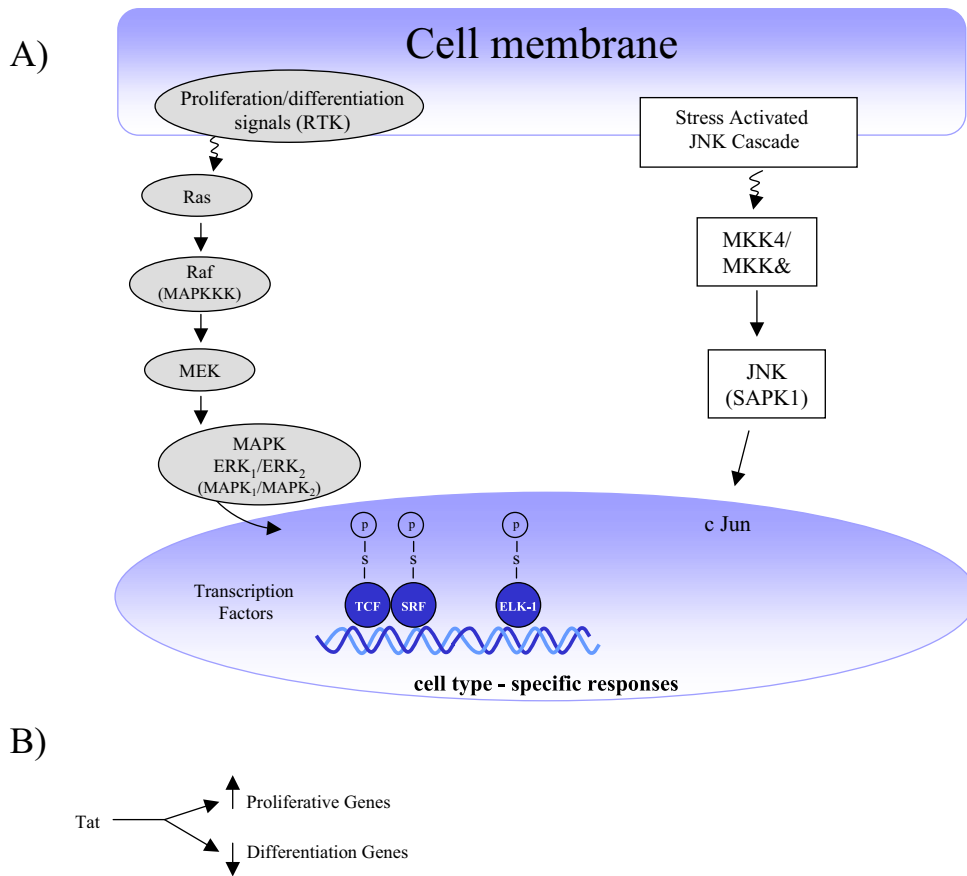 A)
Cell membrane
Proliferation/differentiation
signals (RTK)
Ras
Raf
(MAPKKK)
MEK
MAPK
ERK₁/ERK₂
(MAPK₁/MAPK₂)
Stress Activated
JNK Cascade
MKK4/
MKK&
JNK
(SAPK1)
c Jun
p p p
s s s
Transcription
Factors
TCF SRF ELK-1
cell type - specific responses
B)
Tat
Proliferative Genes
Differentiation Genes